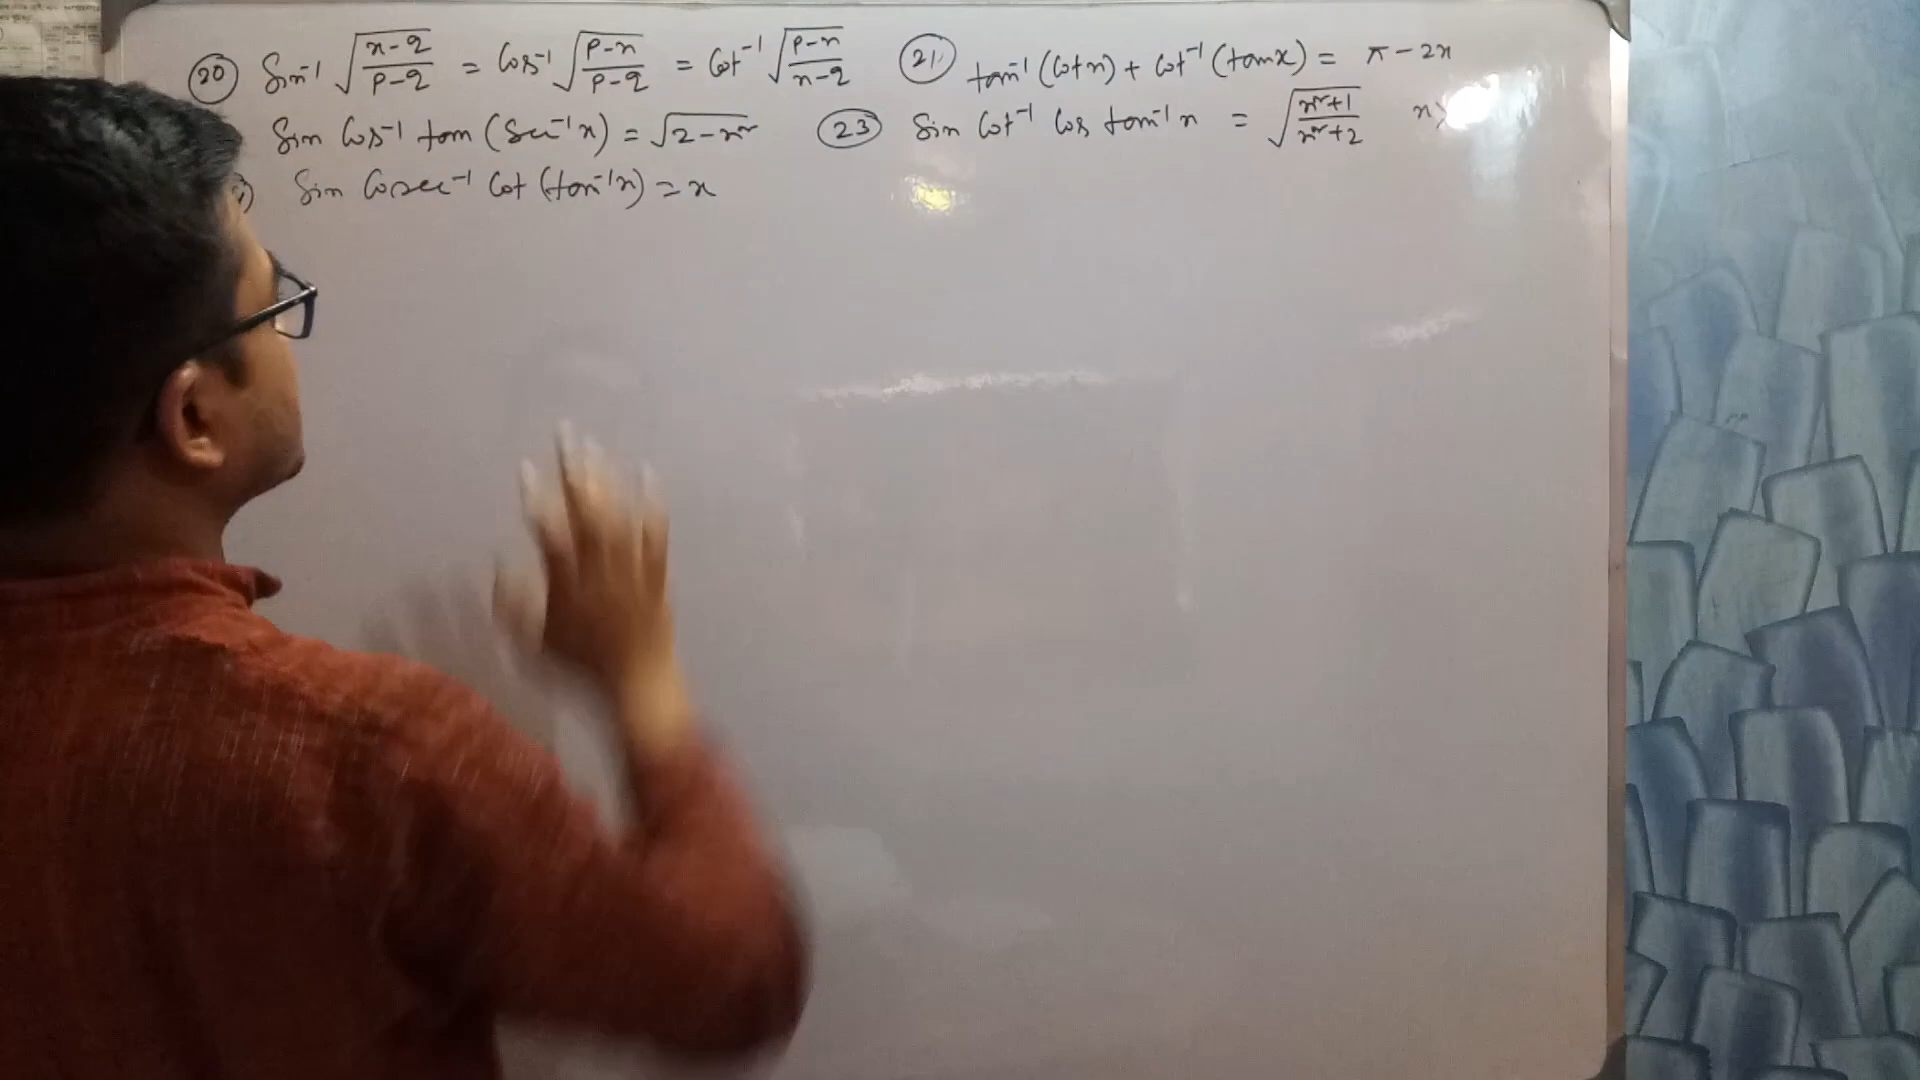 (20) Sin⁻¹ √((x-q)/(p-q)) = Cos⁻¹ √((p-x)/(p-q)) = Cot⁻¹ √((p-x)/(x-q)) (21) tan⁻¹ (Cotx) + Cot⁻¹ (tanx) = π - 2x
Sin Cos⁻¹ tan (Sec⁻¹x) = √(2-x²) (23) Sin Cot⁻¹ Cos tan⁻¹x = √((x²+1)/(x²+2)) x>
Sin Cosec⁻¹ Cot (tan⁻¹x) = x